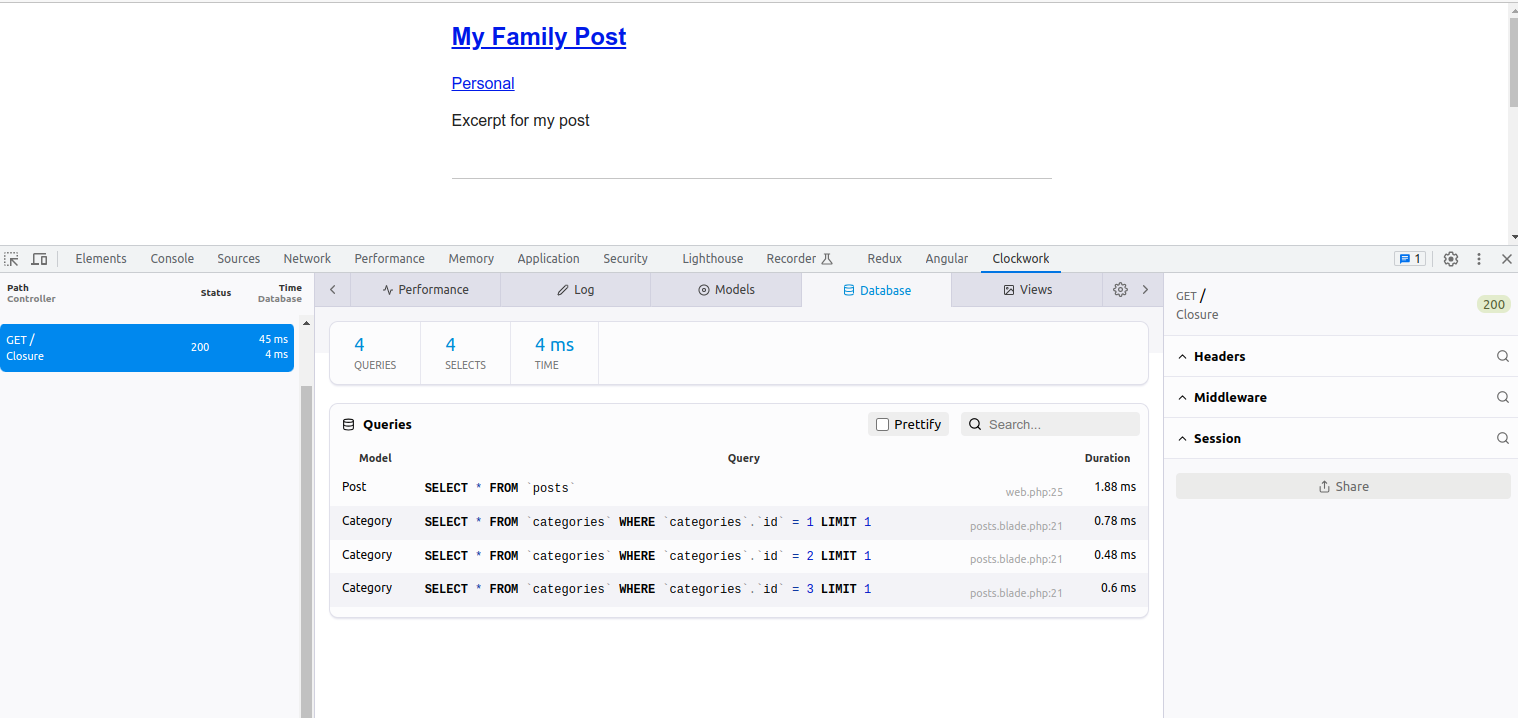 My Family Post
Personal
Excerpt for my post
Elements Console Sources Network Performance Memory Application Security Lighthouse Recorder Redux Angular Clockwork 1
Path Status Time
Controller Database
GET / 200 45 ms
Closure 4 ms
Performance Log Models Database Views
4 4 4 ms
QUERIES SELECTS TIME
Queries Prettify Search...
Model Query Duration
Post SELECT * FROM `posts` web.php:25 1.88 ms
Category SELECT * FROM `categories` WHERE `categories`.`id` = 1 LIMIT 1 posts.blade.php:21 0.78 ms
Category SELECT * FROM `categories` WHERE `categories`.`id` = 2 LIMIT 1 posts.blade.php:21 0.48 ms
Category SELECT * FROM `categories` WHERE `categories`.`id` = 3 LIMIT 1 posts.blade.php:21 0.6 ms
GET / 200
Closure
Headers
Middleware
Session
Share